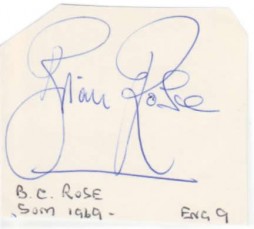 Brian Rose
B. C. ROSE
SOM 1969 -
ENG 9